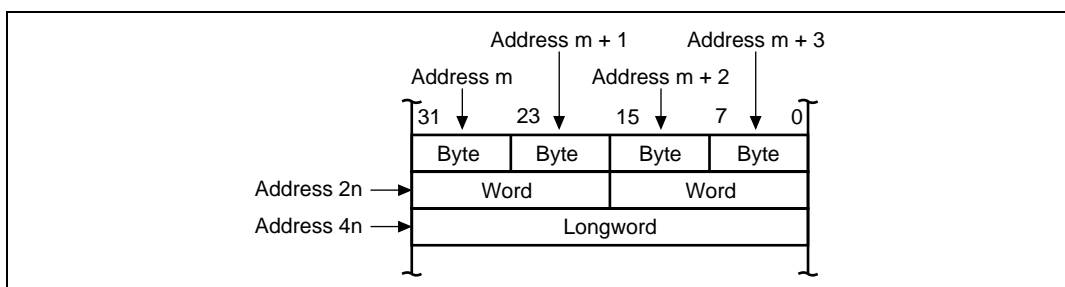 Address m + 1
Address m + 3
Address m
Address m + 2
31
23
15
7
0
Byte
Byte
Byte
Byte
Address 2n
Word
Word
Address 4n
Longword